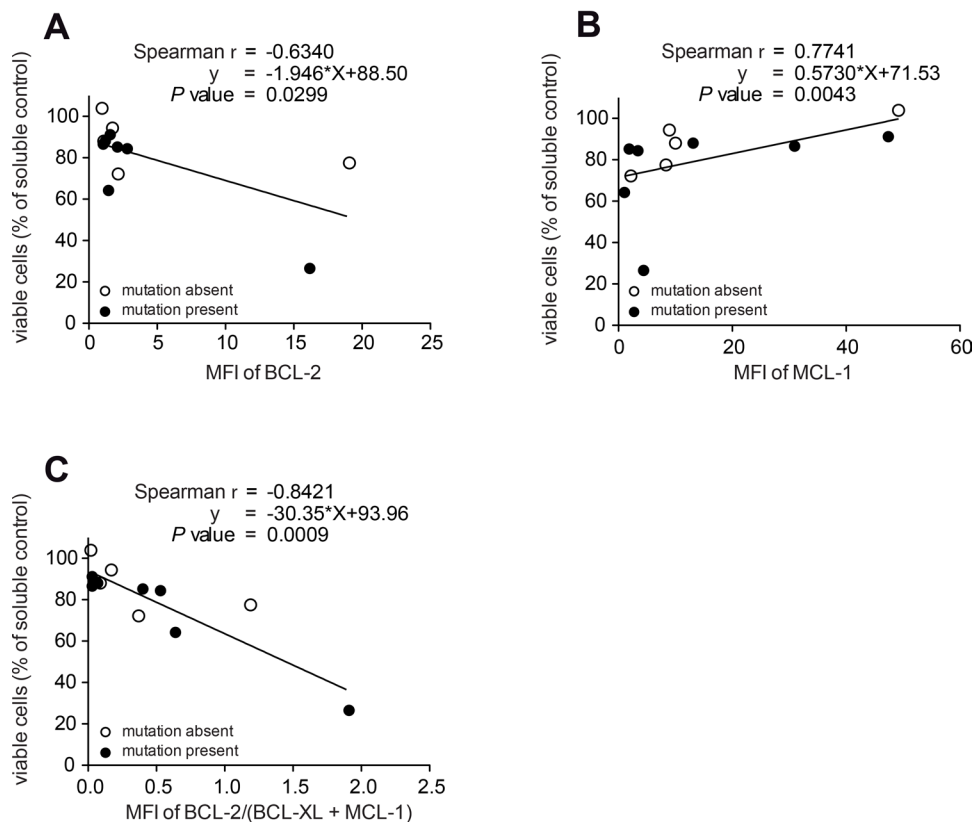 A
Spearman r = -0.6340
y = -1.946*X+88.50
P value = 0.0299
viable cells (% of soluble control)
100
80
60
40
20
0
mutation absent
mutation present
0 5 10 15 20 25
MFI of BCL-2
B
Spearman r = 0.7741
y = 0.5730*X+71.53
P value = 0.0043
viable cells (% of soluble control)
100
80
60
40
20
0
mutation absent
mutation present
0 20 40 60
MFI of MCL-1
C
Spearman r = -0.8421
y = -30.35*X+93.96
P value = 0.0009
viable cells (% of soluble control)
100
80
60
40
20
0
mutation absent
mutation present
0.0 0.5 1.0 1.5 2.0 2.5
MFI of BCL-2/(BCL-XL + MCL-1)